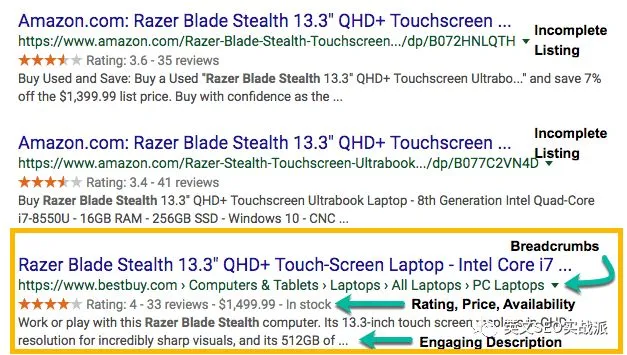 Amazon.com: Razer Blade Stealth 13.3" QHD+ Touchscreen ...
Incomplete
Listing
https://www.amazon.com/Razer-Blade-Stealth-Touchscreen.../dp/B072HNLQTH
Rating: 3.6 - 35 reviews
Buy Used and Save: Buy a Used "Razer Blade Stealth 13.3" QHD+ Touchscreen Ultrabo..." and save 7%
off the $1,399.99 list price. Buy with confidence as the ...
Amazon.com: Razer Blade Stealth 13.3" QHD+ Touchscreen ...
Incomplete
Listing
https://www.amazon.com/Razer-Stealth-Touchscreen-Ultrabook.../dp/B077C2VN4D
Rating: 3.4 - 41 reviews
Buy Razer Blade Stealth 13.3" QHD+ Touchscreen Ultrabook Laptop - 8th Generation Intel Quad-Core
i7-8550U - 16GB RAM - 256GB SSD - Windows 10 - CNC ...
Breadcrumbs
Razer Blade Stealth 13.3" QHD+ Touch-Screen Laptop - Intel Core i7 ...
https://www.bestbuy.com › Computers & Tablets › Laptops › All Laptops › PC Laptops
Rating: 4 - 33 reviews - $1,499.99 - In stock
Rating, Price, Availability
Work or play with this Razer Blade Stealth computer. Its 13.3-inch touch screen
resolution for incredibly sharp visuals, and its 512GB of ...
Engaging Description
英文SEO实战派